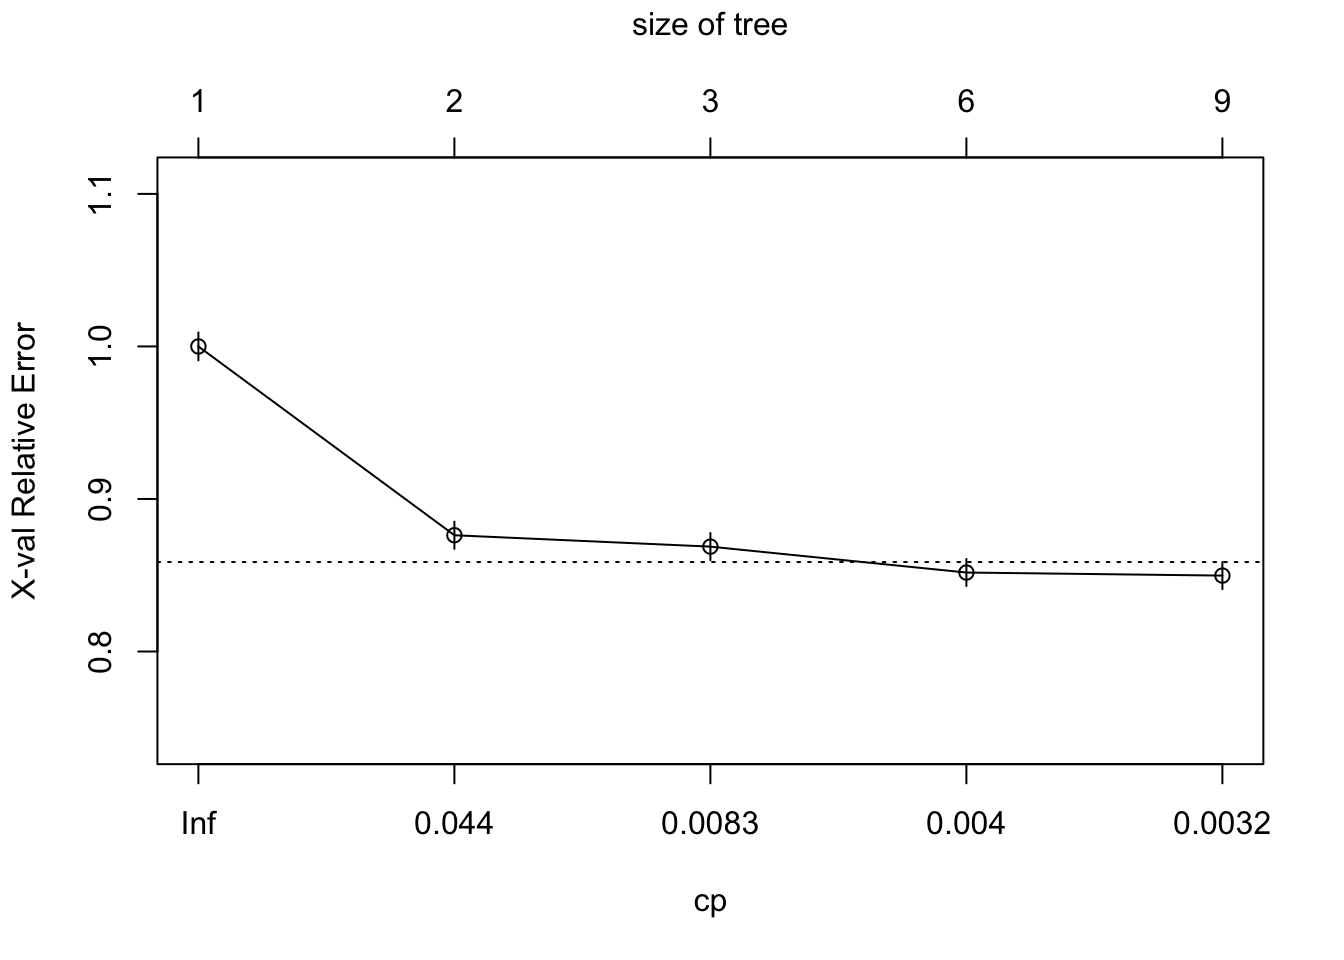 size of tree
1 2 3 6 9
X-val Relative Error
1.1
1.0
0.9
0.8
Inf 0.044 0.0083 0.004 0.0032
cp